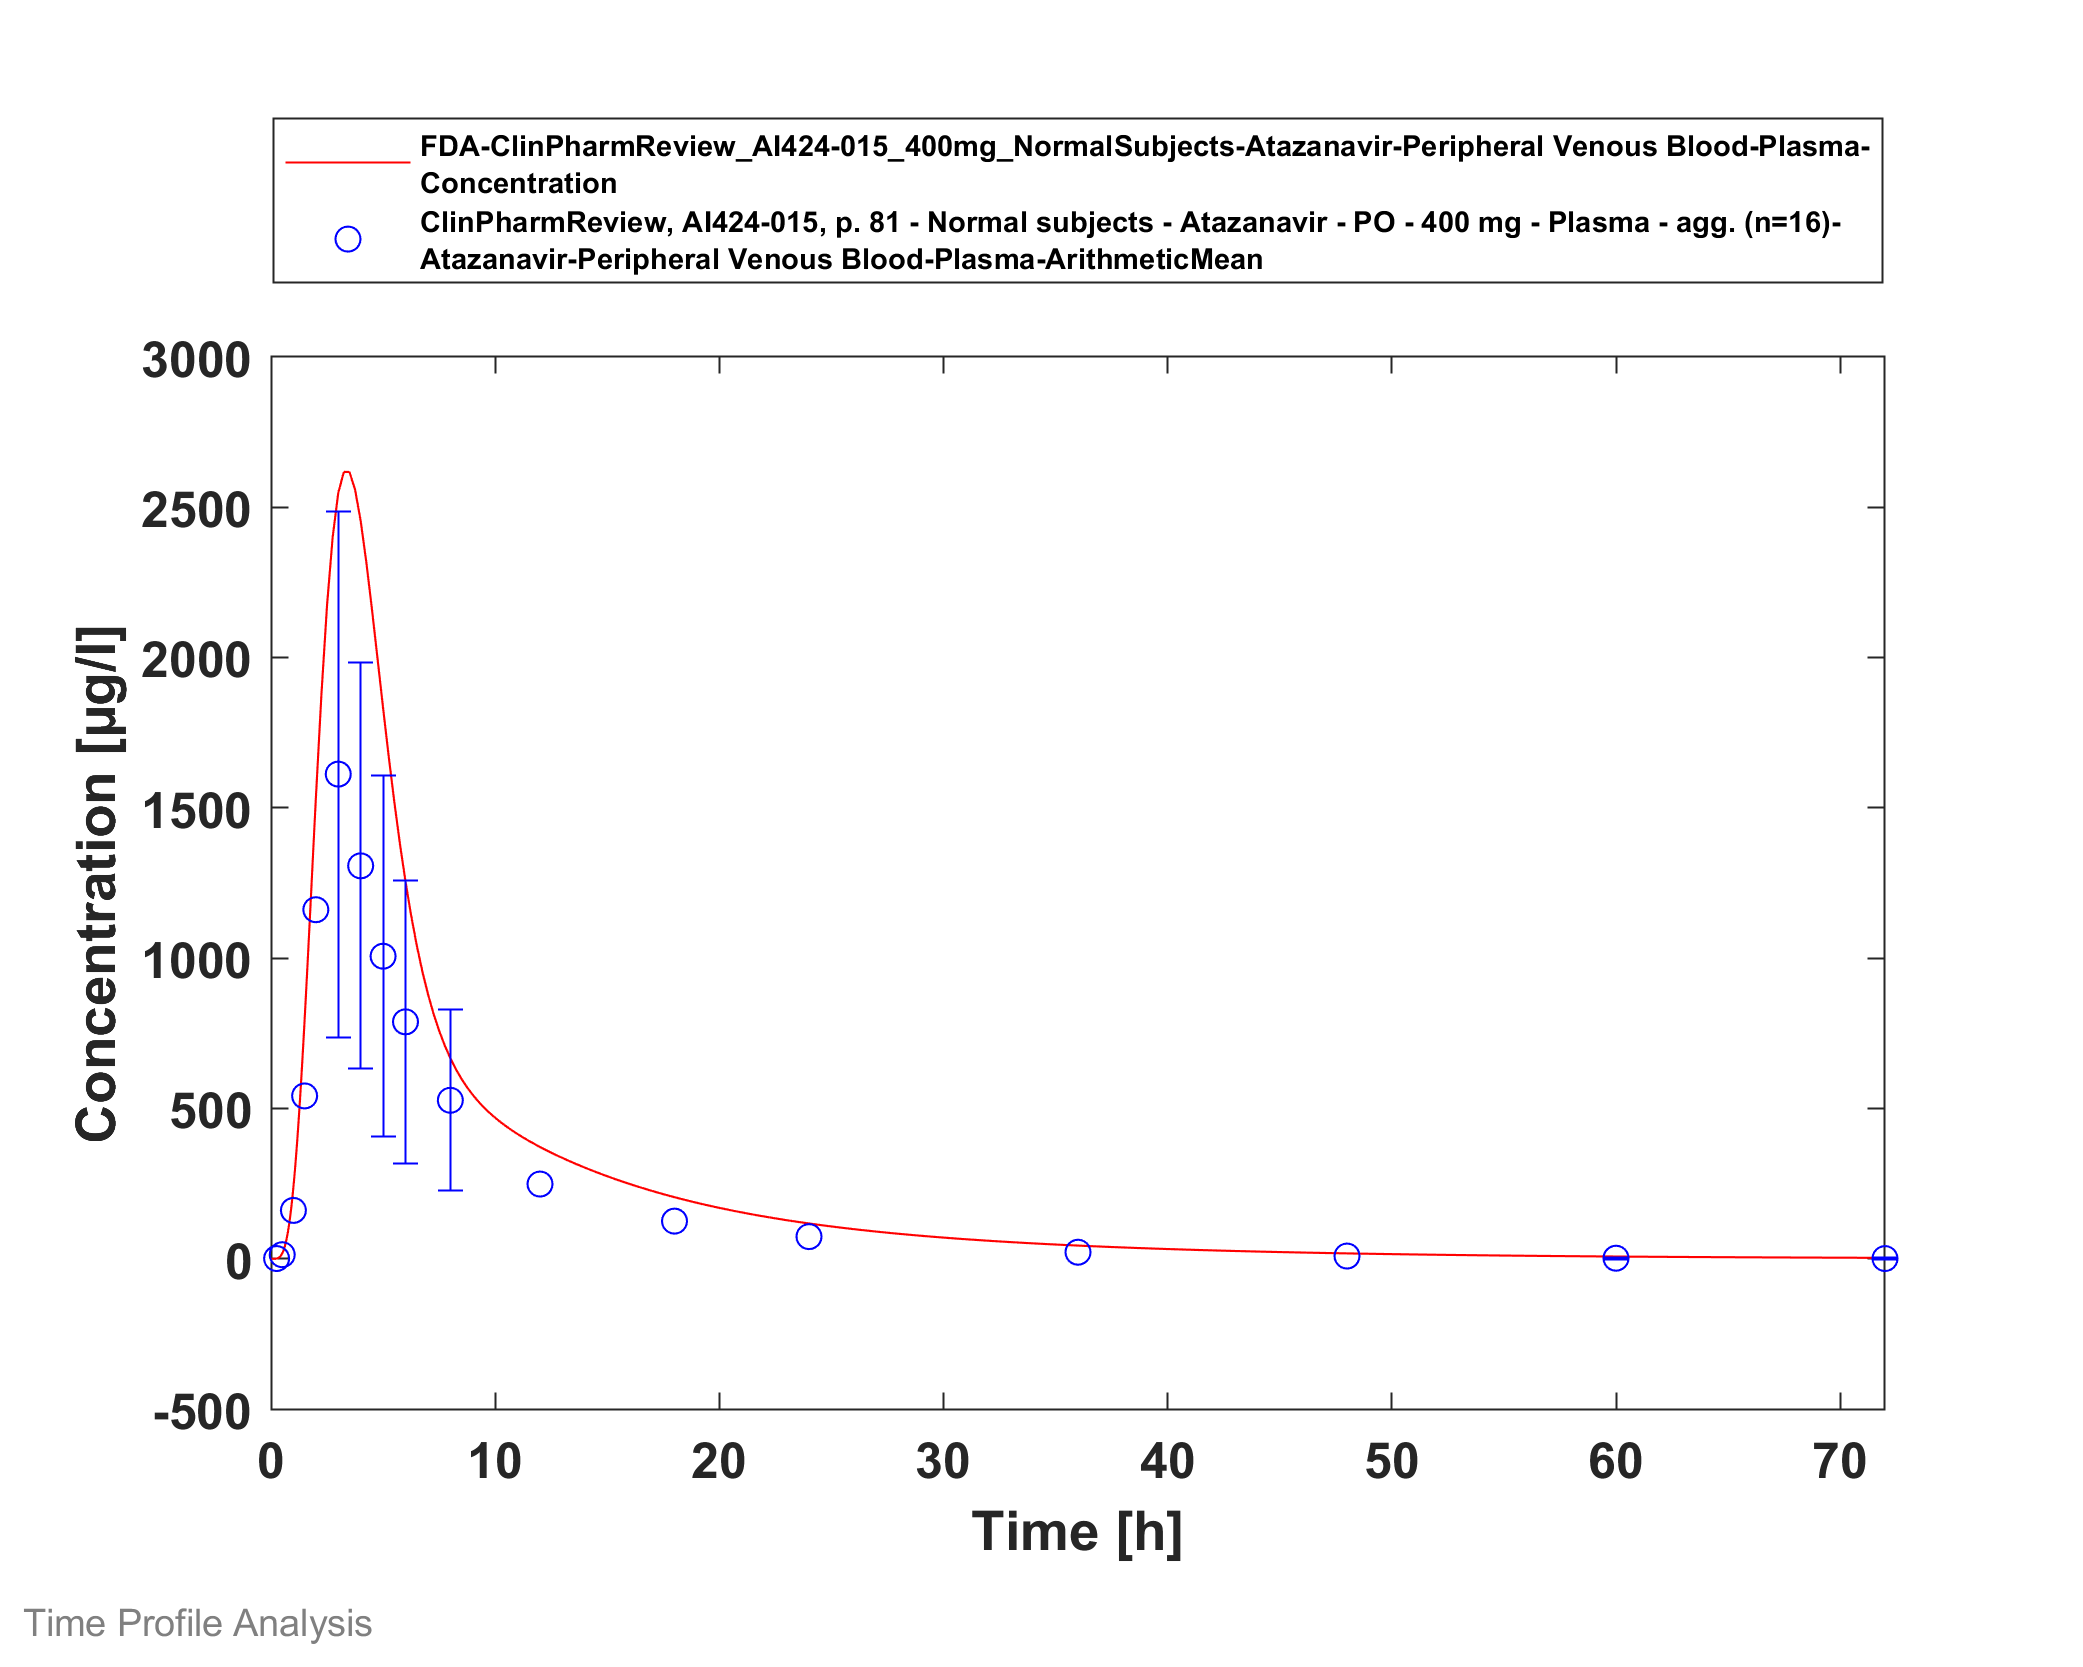 FDA-ClinPharmReview_AI424-015_400mg_NormalSubjects-Atazanavir-Peripheral Venous Blood-Plasma-
Concentration
ClinPharmReview, AI424-015, p. 81 - Normal subjects - Atazanavir - PO - 400 mg - Plasma - agg. (n=16)-
Atazanavir-Peripheral Venous Blood-Plasma-ArithmeticMean
3000
2500
2000
1500
1000
500
0
-500
Concentration [µg/l]
0 10 20 30 40 50 60 70
Time [h]
Time Profile Analysis